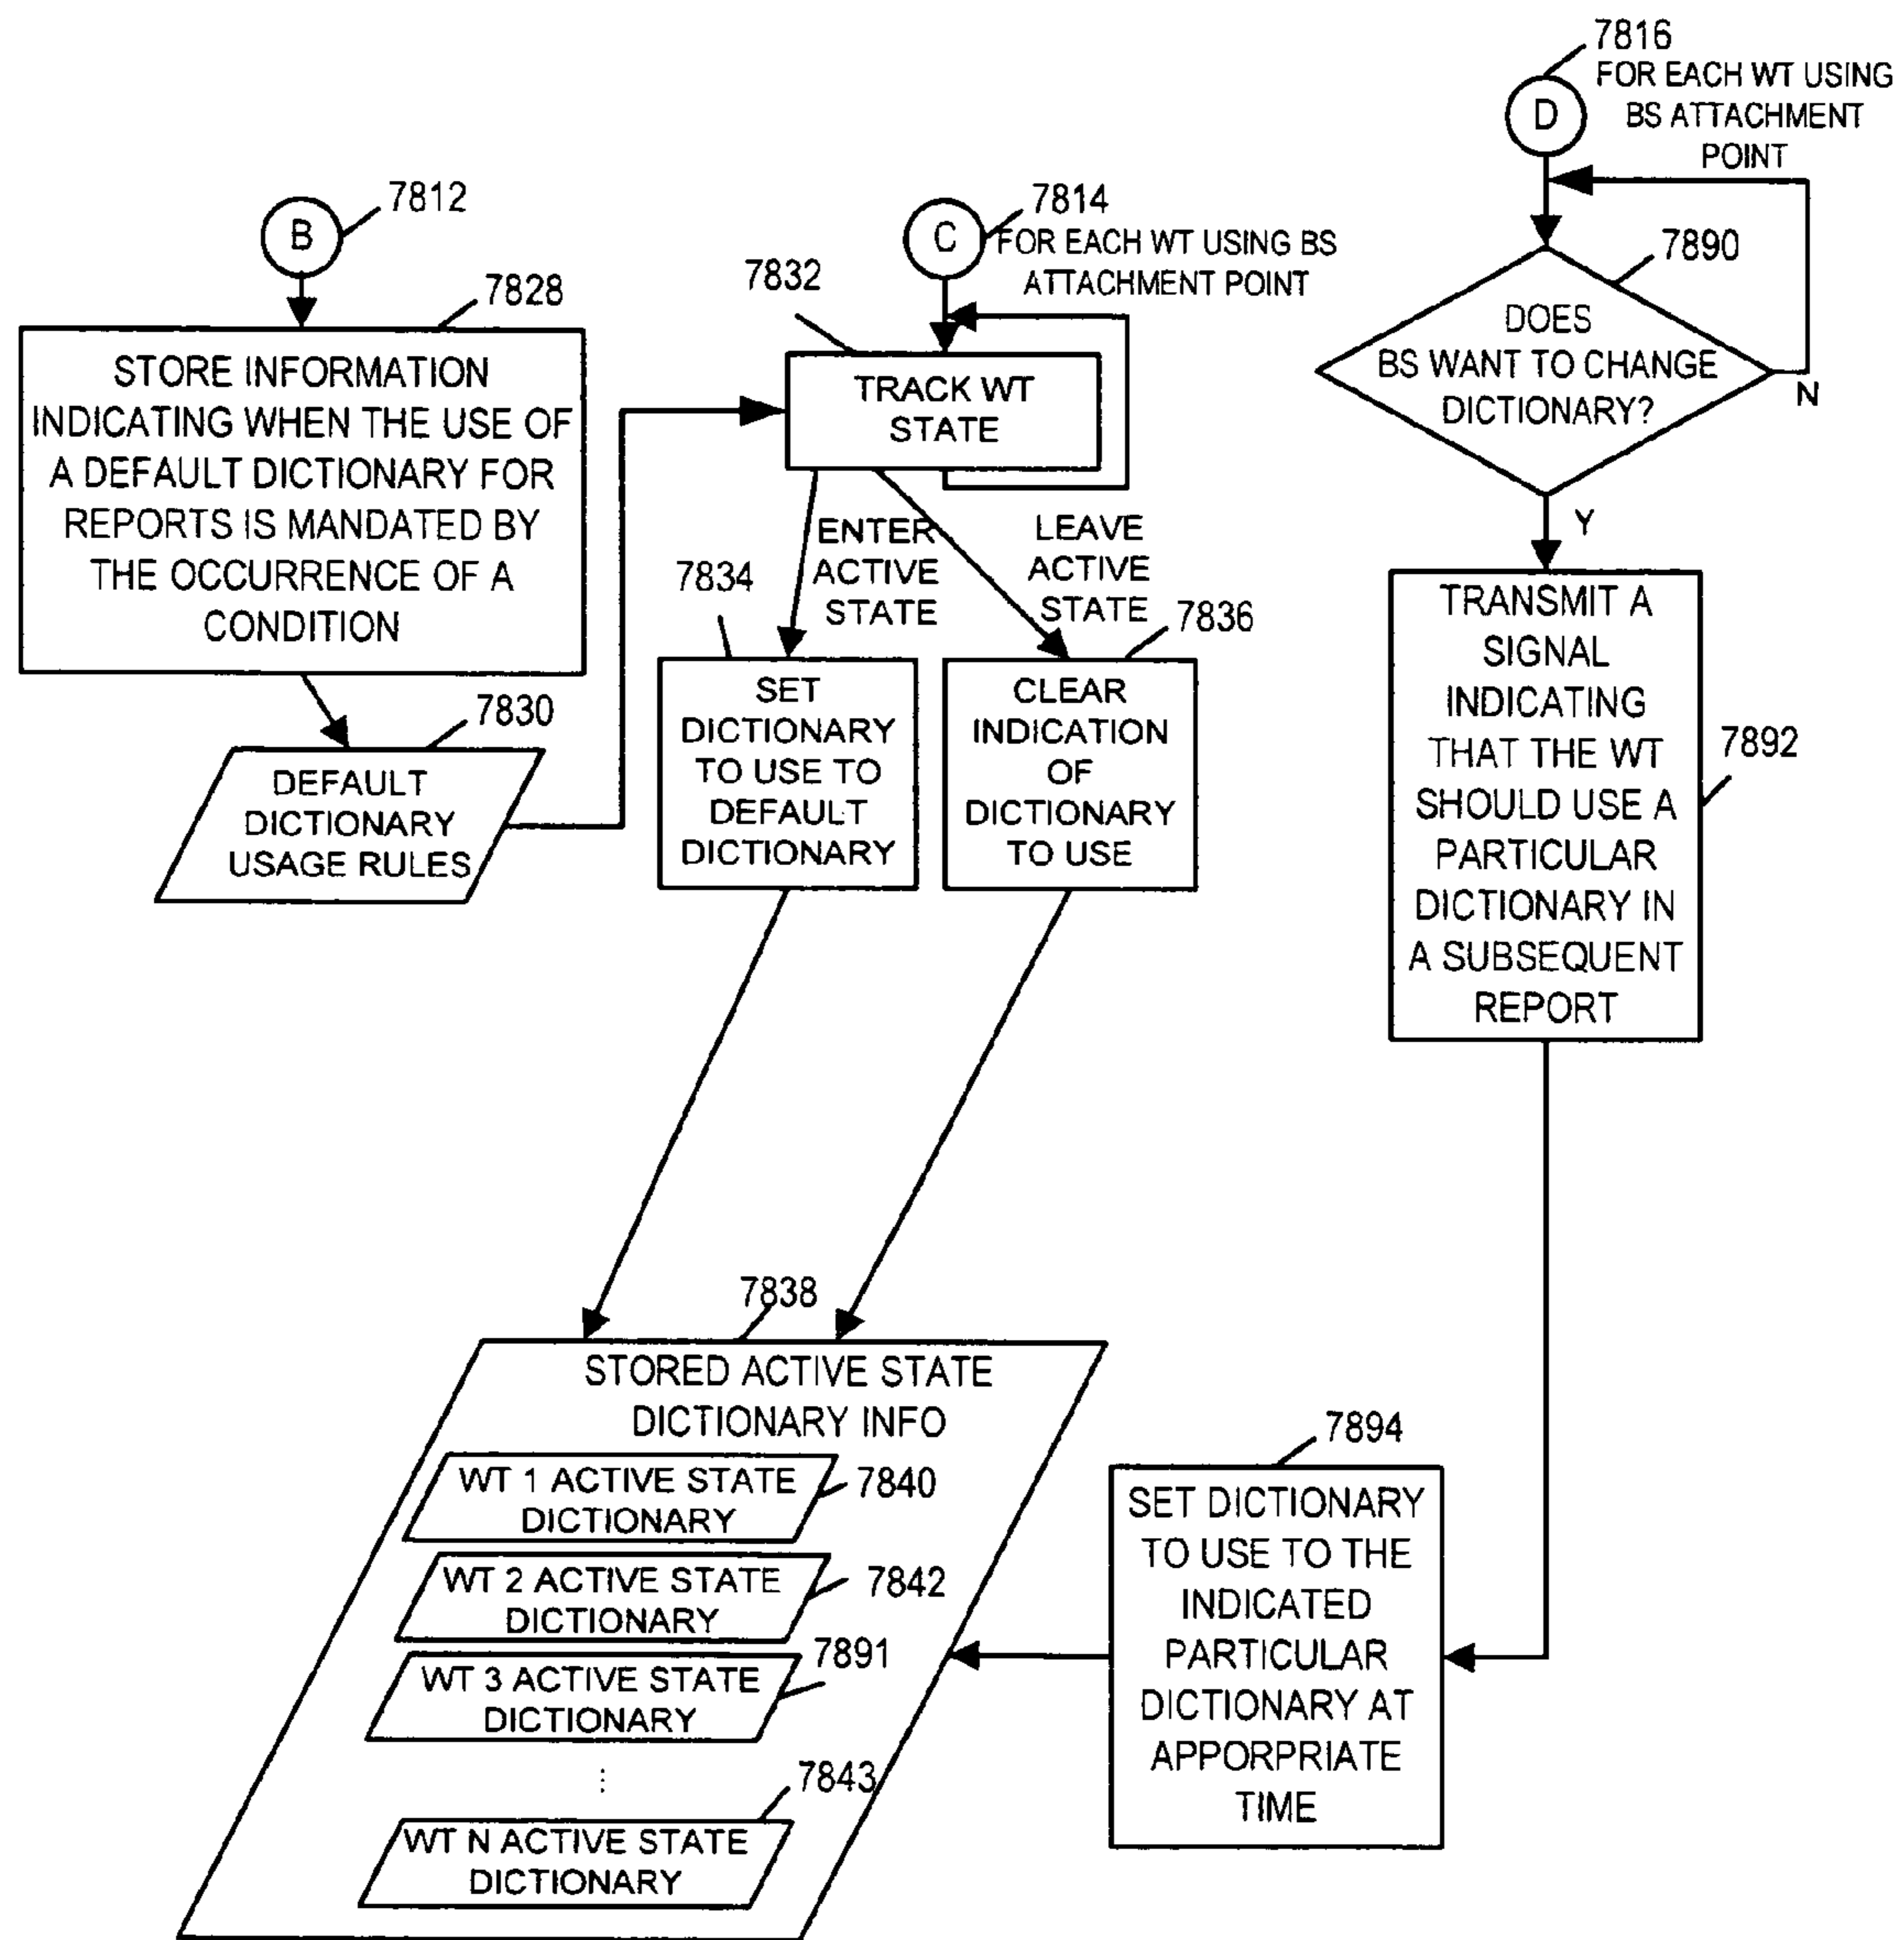 7816
FOR EACH WT USING
BS ATTACHMENT
POINT
D
B
7812
C
7814
FOR EACH WT USING BS
ATTACHMENT POINT
7828
STORE INFORMATION
INDICATING WHEN THE USE OF
A DEFAULT DICTIONARY FOR
REPORTS IS MANDATED BY
THE OCCURRENCE OF A
CONDITION
7830
DEFAULT
DICTIONARY
USAGE RULES
7832
TRACK WT
STATE
ENTER
ACTIVE
STATE
LEAVE
ACTIVE
STATE
7834
SET
DICTIONARY
TO USE TO
DEFAULT
DICTIONARY
7836
CLEAR
INDICATION
OF
DICTIONARY
TO USE
7890
DOES
BS WANT TO CHANGE
DICTIONARY?
N
Y
TRANSMIT A
SIGNAL
INDICATING
THAT THE WT
SHOULD USE A
PARTICULAR
DICTIONARY IN
A SUBSEQUENT
REPORT
7892
7838
STORED ACTIVE STATE
DICTIONARY INFO
WT 1 ACTIVE STATE
DICTIONARY
7840
WT 2 ACTIVE STATE
DICTIONARY
7842
WT 3 ACTIVE STATE
DICTIONARY
7891
⋮
7843
WT N ACTIVE STATE
DICTIONARY
7894
SET DICTIONARY
TO USE TO THE
INDICATED
PARTICULAR
DICTIONARY AT
APPORPRIATE
TIME